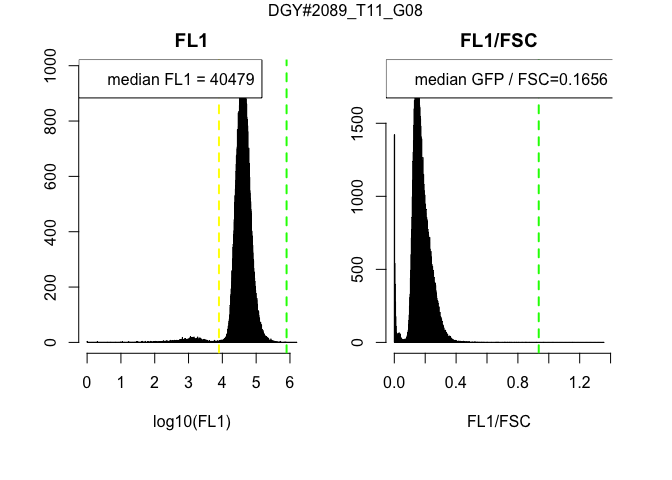 DGY#2089_T11_G08
FL1
median FL1 = 40479
0 200 400 600 800 1000
0 1 2 3 4 5 6
log10(FL1)
FL1/FSC
median GFP / FSC=0.1656
0 500 1000 1500
0.0 0.4 0.8 1.2
FL1/FSC